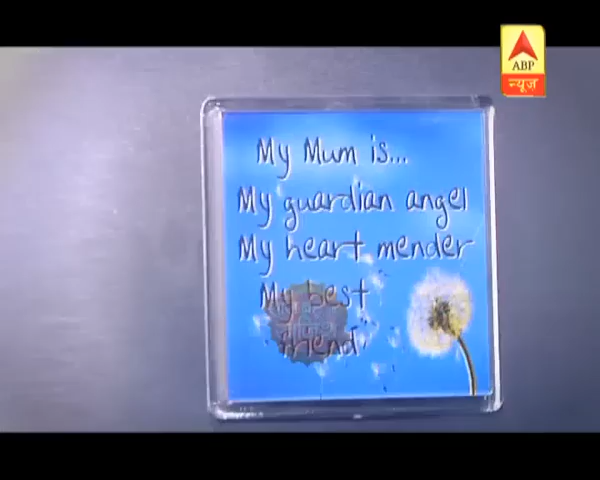 ABP
न्यूज़
My Mum is...
My guardian angel
My heart mender
My best
friend